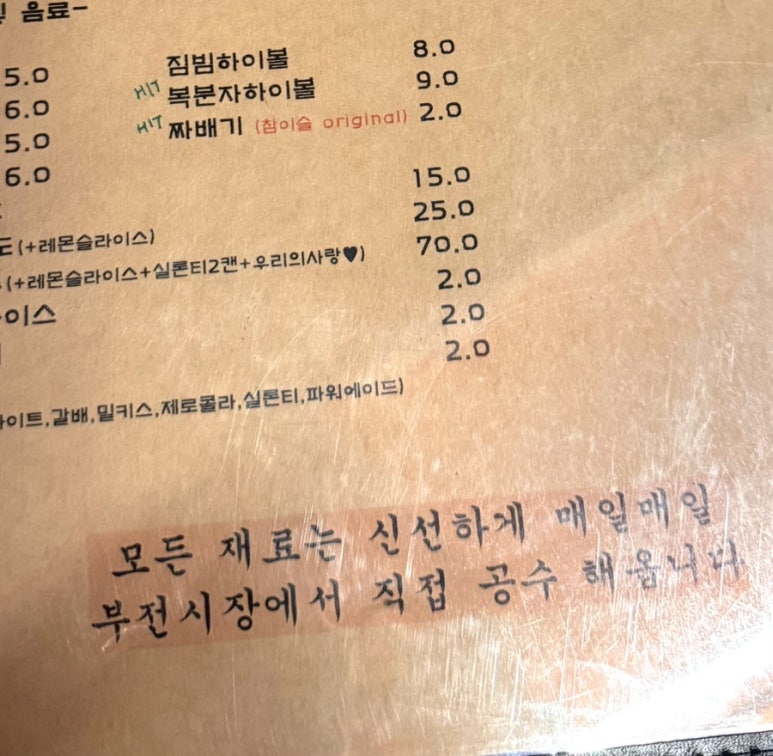 음료-
5.0 짐빔하이볼 8.0
6.0 HIT 복분자하이볼 9.0
5.0 HIT 짜배기 (참이슬 original) 2.0
6.0
15.0
(+레몬슬라이스) 25.0
(+레몬슬라이스+실론티2캔+우리의사랑♥) 70.0
이스 2.0
2.0
2.0
이트,갈배,밀키스,제로콜라,실론티,파워에이드)
모든 재료는 신선하게 매일매일
부전시장에서 직접 공수 해옵니다